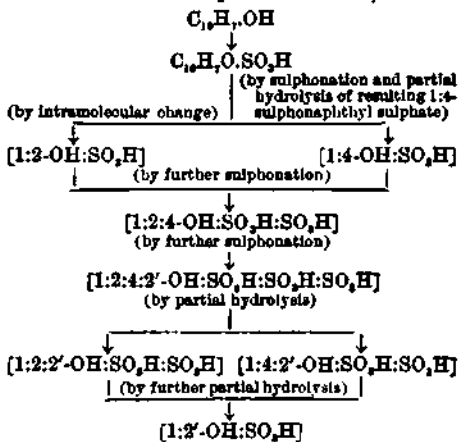 C₁₀H₇.OH
C₁₀H₇O.SO₃H
(by sulphonation and partial
hydrolysis of resulting 1:4-
(by intramolecular change) sulphonaphthyl sulphate)
[1:2-OH:SO₃H] [1:4-OH:SO₃H]
(by further sulphonation)
[1:2:4-OH:SO₃H:SO₃H]
(by further sulphonation)
[1:2:4:2′-OH:SO₃H:SO₃H:SO₃H]
(by partial hydrolysis)
[1:2:2′-OH:SO₃H:SO₃H] [1:4:2′-OH:SO₃H:SO₃H]
(by further partial hydrolysis)
[1:2′-OH:SO₃H]